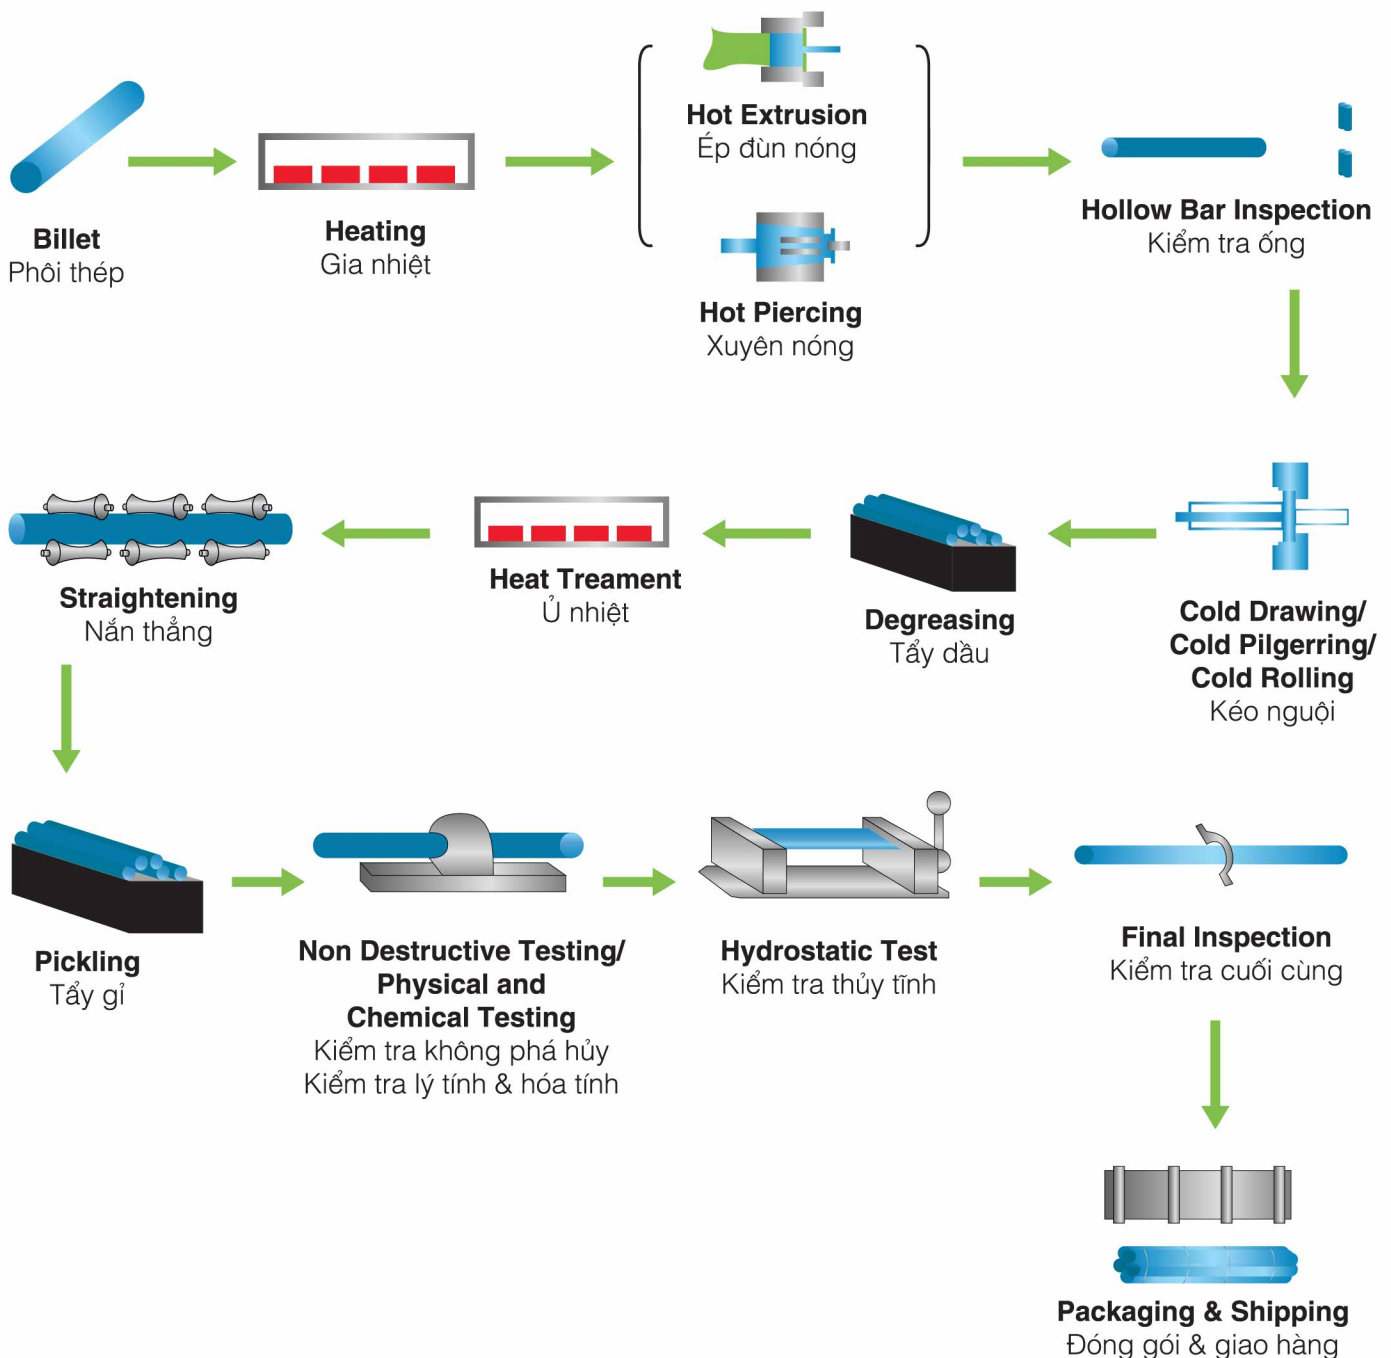 Billet
Phôi thép
Heating
Gia nhiệt
Hot Extrusion
Ép đùn nóng
Hot Piercing
Xuyên nóng
Hollow Bar Inspection
Kiểm tra ống
Straightening
Nắn thẳng
Heat Treament
Ủ nhiệt
Degreasing
Tẩy dầu
Cold Drawing/
Cold Pilgerring/
Cold Rolling
Kéo nguội
Pickling
Tẩy gỉ
Non Destructive Testing/
Physical and
Chemical Testing
Kiểm tra không phá hủy
Kiểm tra lý tính & hóa tính
Hydrostatic Test
Kiểm tra thủy tĩnh
Final Inspection
Kiểm tra cuối cùng
Packaging & Shipping
Đóng gói & giao hàng